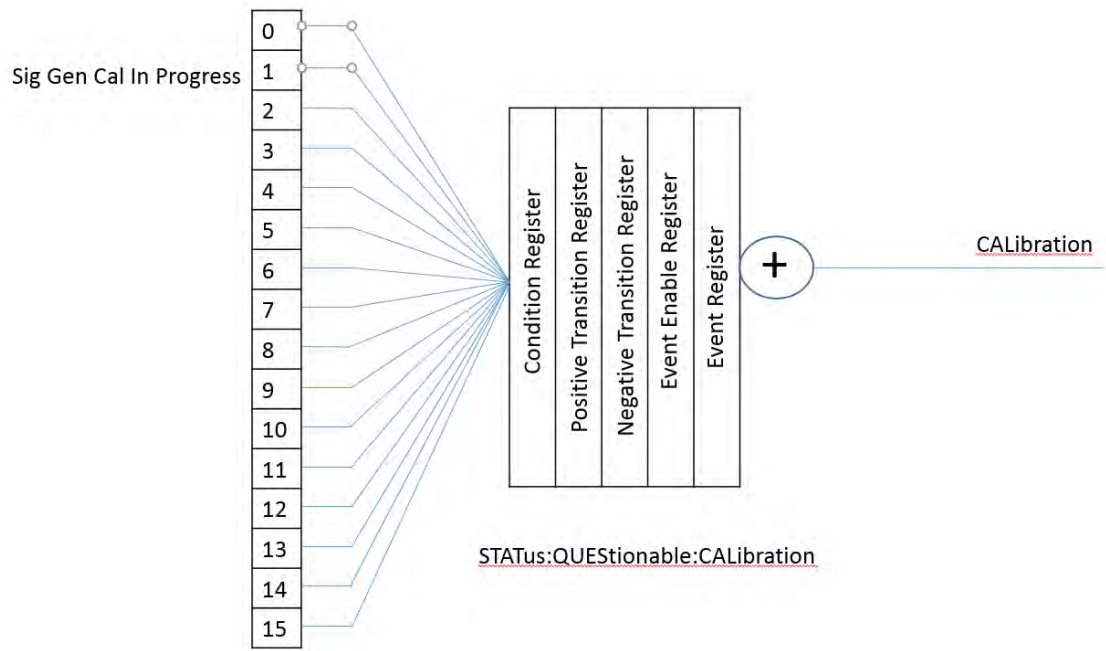 0
Sig Gen Cal In Progress
1
2
3
4
5
6
7
8
9
10
11
12
13
14
15
Condition Register
Positive Transition Register
Negative Transition Register
Event Enable Register
Event Register
+
CALibration
STATus:QUEStionable:CALibration